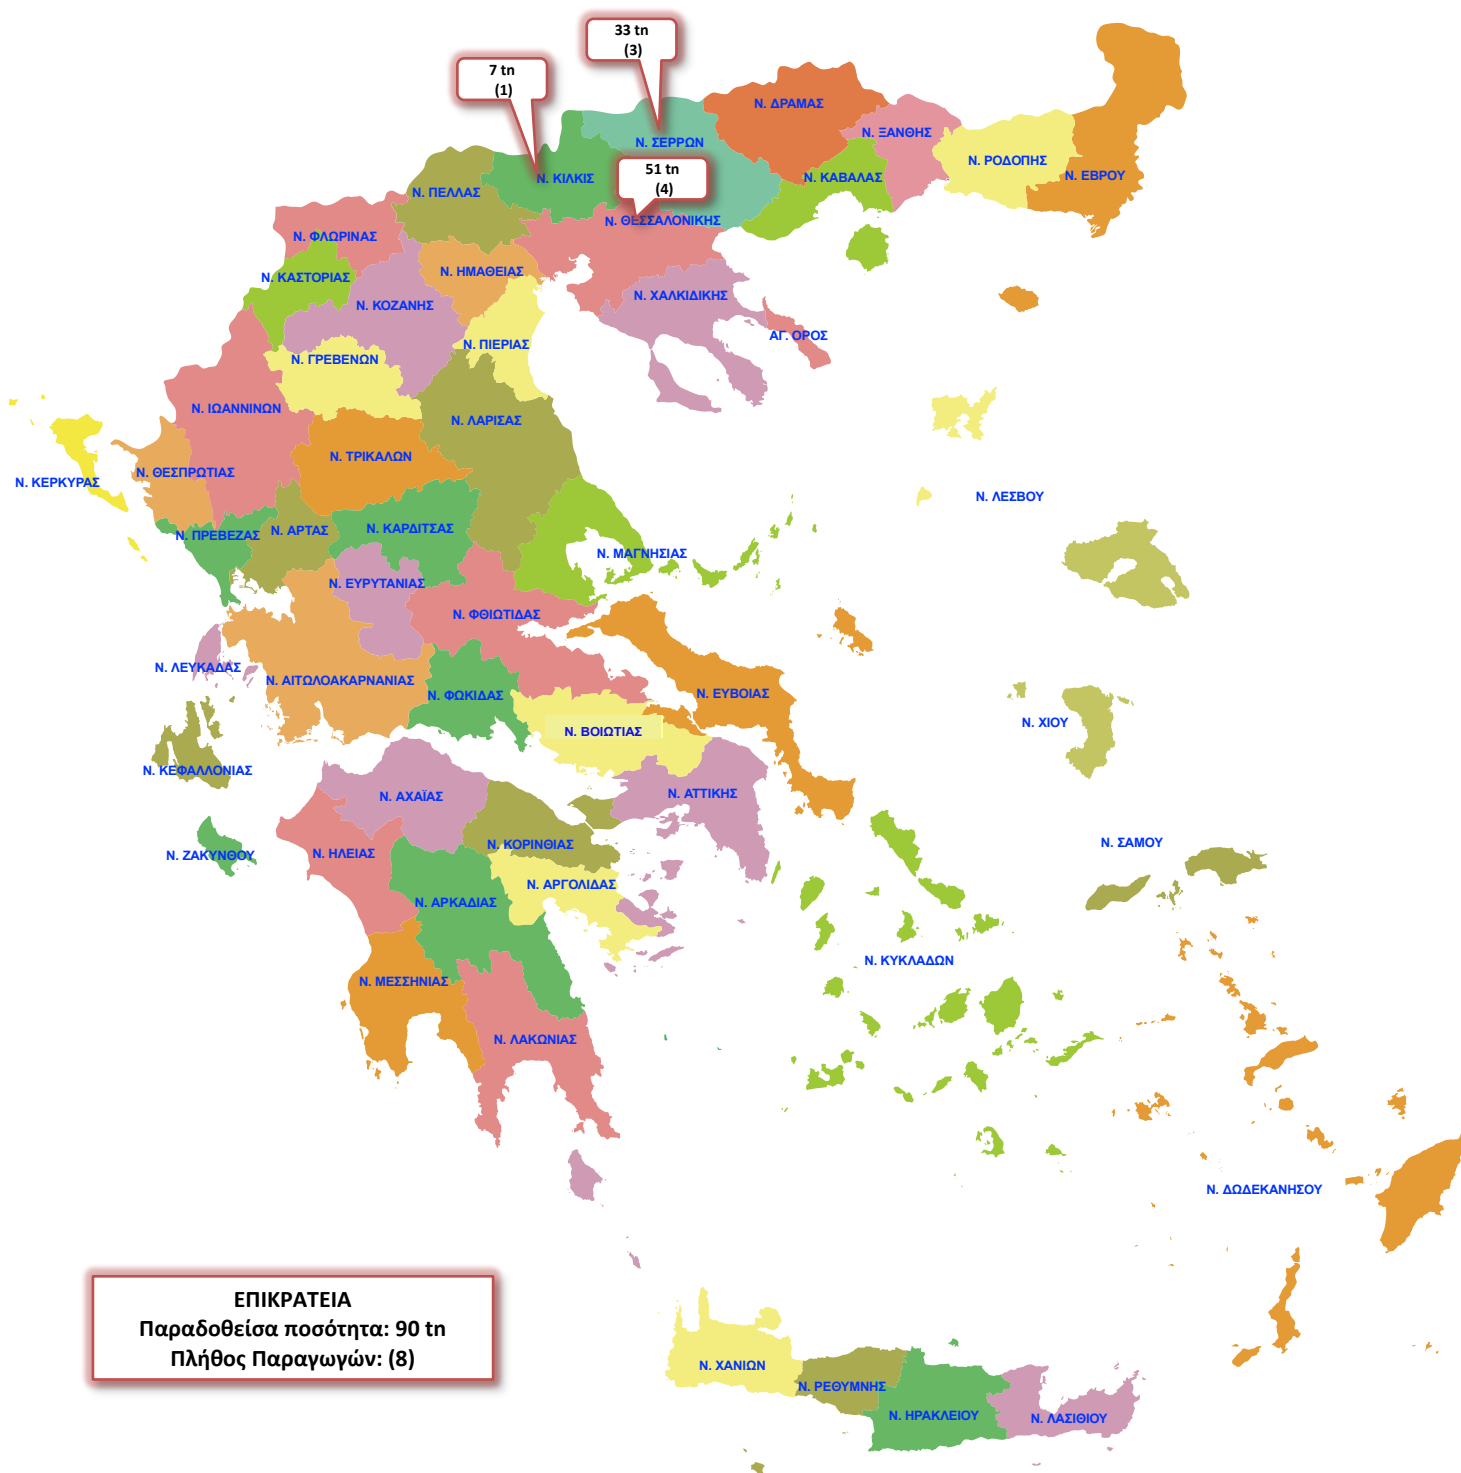 33 tn
(3)
7 tn
(1)
Ν. ΔΡΑΜΑΣ
Ν. ΞΑΝΘΗΣ
Ν. ΣΕΡΡΩΝ
Ν. ΡΟΔΟΠΗΣ
51 tn
(4)
Ν. ΕΒΡΟΥ
Ν. ΚΙΛΚΙΣ
Ν. ΚΑΒΑΛΑΣ
Ν. ΠΕΛΛΑΣ
Ν. ΘΕΣΣΑΛΟΝΙΚΗΣ
Ν. ΦΛΩΡΙΝΑΣ
Ν. ΗΜΑΘΕΙΑΣ
Ν. ΚΑΣΤΟΡΙΑΣ
Ν. ΧΑΛΚΙΔΙΚΗΣ
Ν. ΚΟΖΑΝΗΣ
ΑΓ. ΟΡΟΣ
Ν. ΠΙΕΡΙΑΣ
Ν. ΓΡΕΒΕΝΩΝ
Ν. ΙΩΑΝΝΙΝΩΝ
Ν. ΛΑΡΙΣΑΣ
Ν. ΤΡΙΚΑΛΩΝ
Ν. ΘΕΣΠΡΩΤΙΑΣ
Ν. ΚΕΡΚΥΡΑΣ
Ν. ΛΕΣΒΟΥ
Ν. ΚΑΡΔΙΤΣΑΣ
Ν. ΑΡΤΑΣ
Ν. ΠΡΕΒΕΖΑΣ
Ν. ΜΑΓΝΗΣΙΑΣ
Ν. ΕΥΡΥΤΑΝΙΑΣ
Ν. ΦΘΙΩΤΙΔΑΣ
Ν. ΛΕΥΚΑΔΑΣ
Ν. ΑΙΤΩΛΟΑΚΑΡΝΑΝΙΑΣ
Ν. ΦΩΚΙΔΑΣ
Ν. ΕΥΒΟΙΑΣ
Ν. ΧΙΟΥ
Ν. ΒΟΙΩΤΙΑΣ
Ν. ΚΕΦΑΛΛΟΝΙΑΣ
Ν. ΑΧΑΪΑΣ
Ν. ΑΤΤΙΚΗΣ
Ν. ΣΑΜΟΥ
Ν. ΚΟΡΙΝΘΙΑΣ
Ν. ΖΑΚΥΝΘΟΥ
Ν. ΗΛΕΙΑΣ
Ν. ΑΡΓΟΛΙΔΑΣ
Ν. ΑΡΚΑΔΙΑΣ
Ν. ΚΥΚΛΑΔΩΝ
Ν. ΜΕΣΣΗΝΙΑΣ
Ν. ΛΑΚΩΝΙΑΣ
Ν. ΔΩΔΕΚΑΝΗΣΟΥ
ΕΠΙΚΡΑΤΕΙΑ
Παραδοθείσα ποσότητα: 90 tn
Πλήθος Παραγωγών: (8)
Ν. ΧΑΝΙΩΝ
Ν. ΡΕΘΥΜΝΗΣ
Ν. ΗΡΑΚΛΕΙΟΥ
Ν. ΛΑΣΙΘΙΟΥ